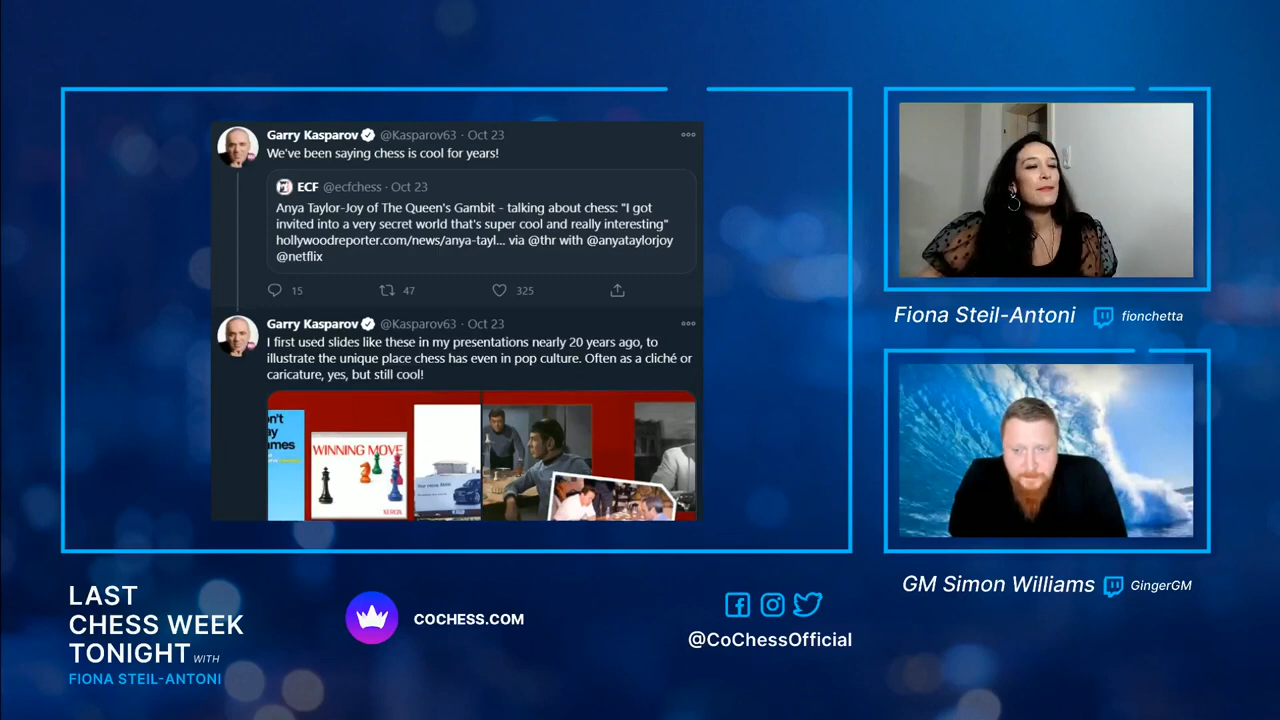 Garry Kasparov @Kasparov63 · Oct 23
We've been saying chess is cool for years!
ECF @ecfchess · Oct 23
Anya Taylor-Joy of The Queen's Gambit - talking about chess: "I got
invited into a very secret world that's super cool and really interesting"
hollywoodreporter.com/news/anya-tayl... via @thr with @anyataylorjoy
@netflix
15 47 325
Garry Kasparov @Kasparov63 · Oct 23
I first used slides like these in my presentations nearly 20 years ago, to
illustrate the unique place chess has even in pop culture. Often as a cliché or
caricature, yes, but still cool!
WINNING MOVE
XEROX
Fiona Steil-Antoni fionchetta
GM Simon Williams GingerGM
LAST
CHESS WEEK
TONIGHT WITH
FIONA STEIL-ANTONI
COCHESS.COM
@CoChessOfficial